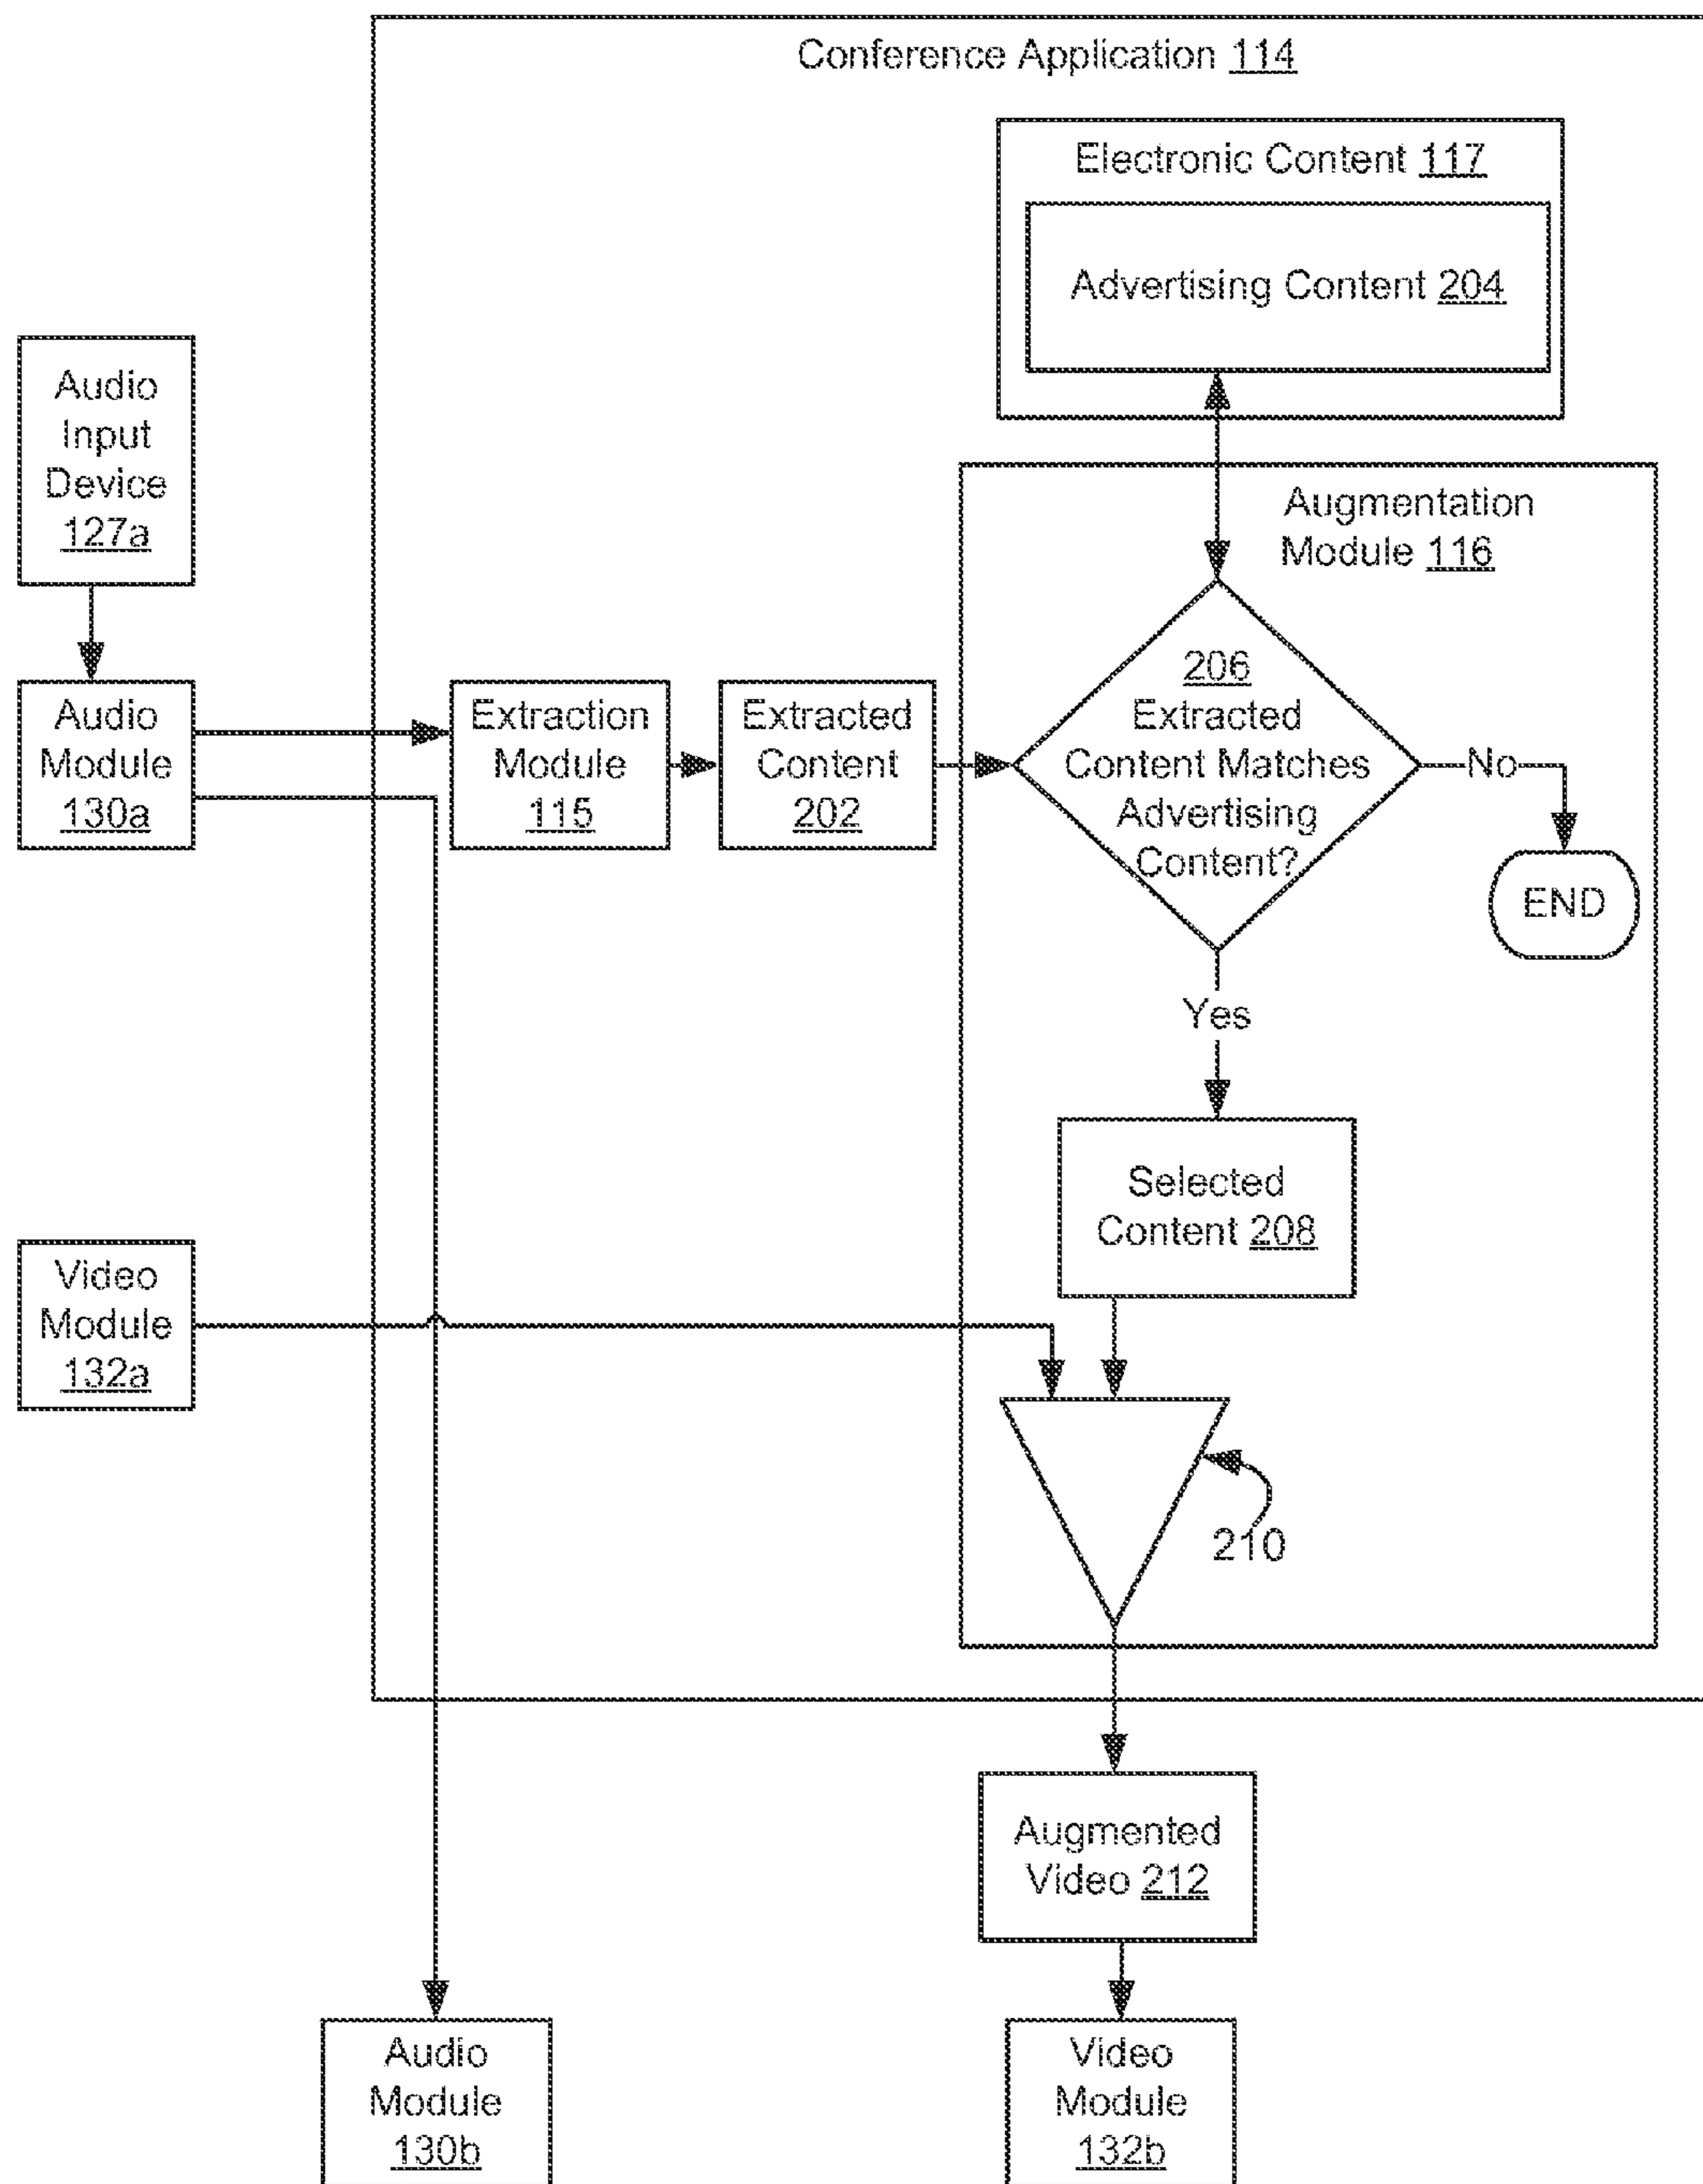 Conference Application 114
Electronic Content 117
Advertising Content 204
Audio
Input
Device
127a
Augmentation
Module 116
Audio
Module
130a
Extraction
Module
115
Extracted
Content
202
206
Extracted
Content Matches
Advertising
Content?
No
END
Yes
Selected
Content 208
Video
Module
132a
210
Augmented
Video 212
Audio
Module
130b
Video
Module
132b